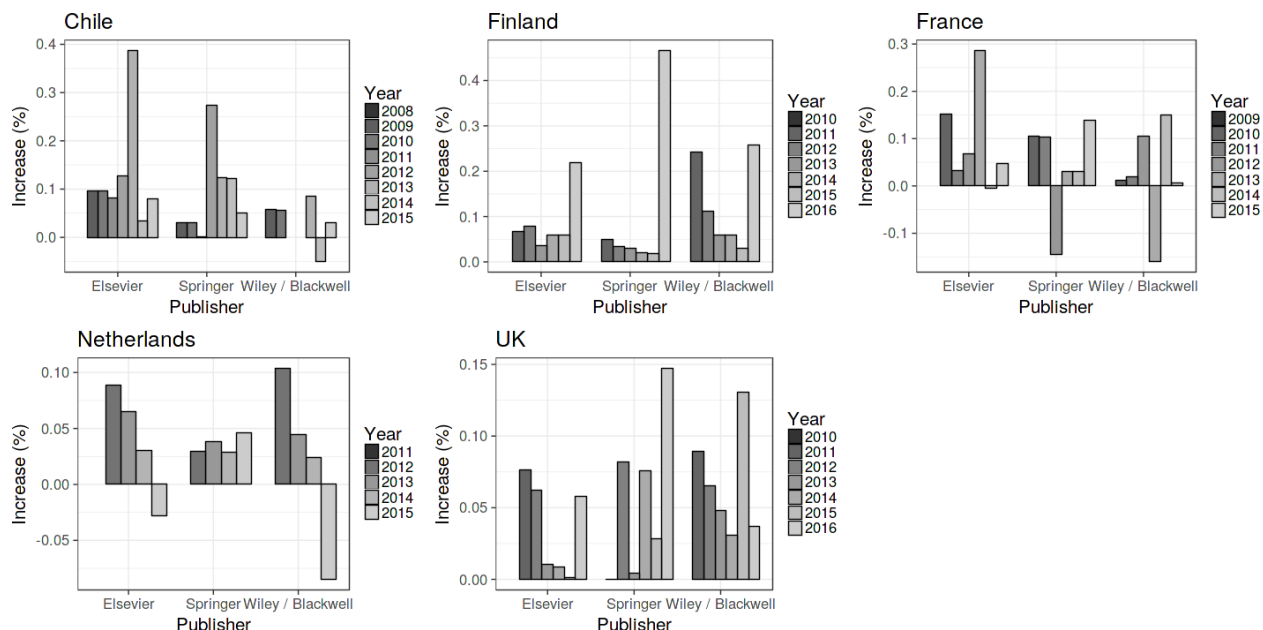 Chile
Increase (%)
0.4
0.3
0.2
0.1
0.0
Elsevier
Springer
Wiley / Blackwell
Publisher
Year
2008
2009
2010
2011
2012
2013
2014
2015
Finland
Increase (%)
0.4
0.3
0.2
0.1
0.0
Elsevier
Springer
Wiley / Blackwell
Publisher
Year
2010
2011
2012
2013
2014
2015
2016
France
Increase (%)
0.3
0.2
0.1
0.0
-0.1
Elsevier
Springer
Wiley / Blackwell
Publisher
Year
2009
2010
2011
2012
2013
2014
2015
Netherlands
Increase (%)
0.10
0.05
0.00
-0.05
Elsevier
Springer
Wiley / Blackwell
Publisher
Year
2011
2012
2013
2014
2015
UK
Increase (%)
0.15
0.10
0.05
0.00
Elsevier
Springer
Wiley / Blackwell
Publisher
Year
2010
2011
2012
2013
2014
2015
2016